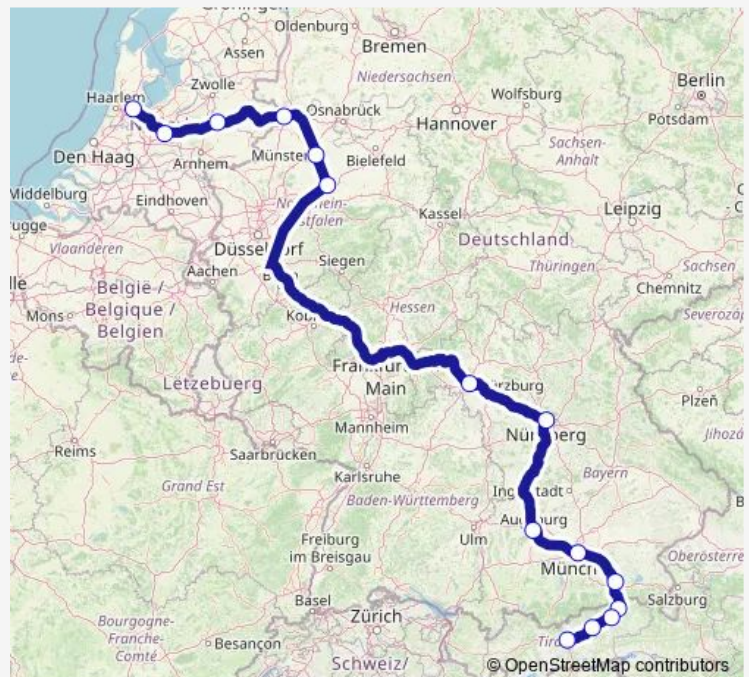 Groningen
Oldenburg
Bremen
Assen
Niedersachsen
Berlin
Zwolle
Wolfsburg
Haarlem
Osnabrück
Hannover
Potsdam
Den Haag
Arnhem
Münster
Bielefeld
Sachsen-
Anhalt
Middelburg
Eindhoven
Kassel
Leipzig
Vlaanderen
Düsseldorf
Deutschland
Siegen
Aachen
Thüringen
Sachsen
België /
Belgique /
Belgien
Chemnitz
Mons
Hessen
Severozáp
Frankfurt
Main
Lëtzebuerg
Würzburg
Plzeň
Mannheim
Nürnberg
Jihozá
Reims
Saarbrücken
Karlsruhe
Bayern
Grand Est
Ingolstadt
Baden-Württemberg
Augsburg
Freiburg
im Breisgau
Ulm
Oberösterre
Basel
Salzburg
Zürich
Bourgogne-
Franche-
Comté
Besançon
Tirol
Schweiz/
© OpenStreetMap contributors